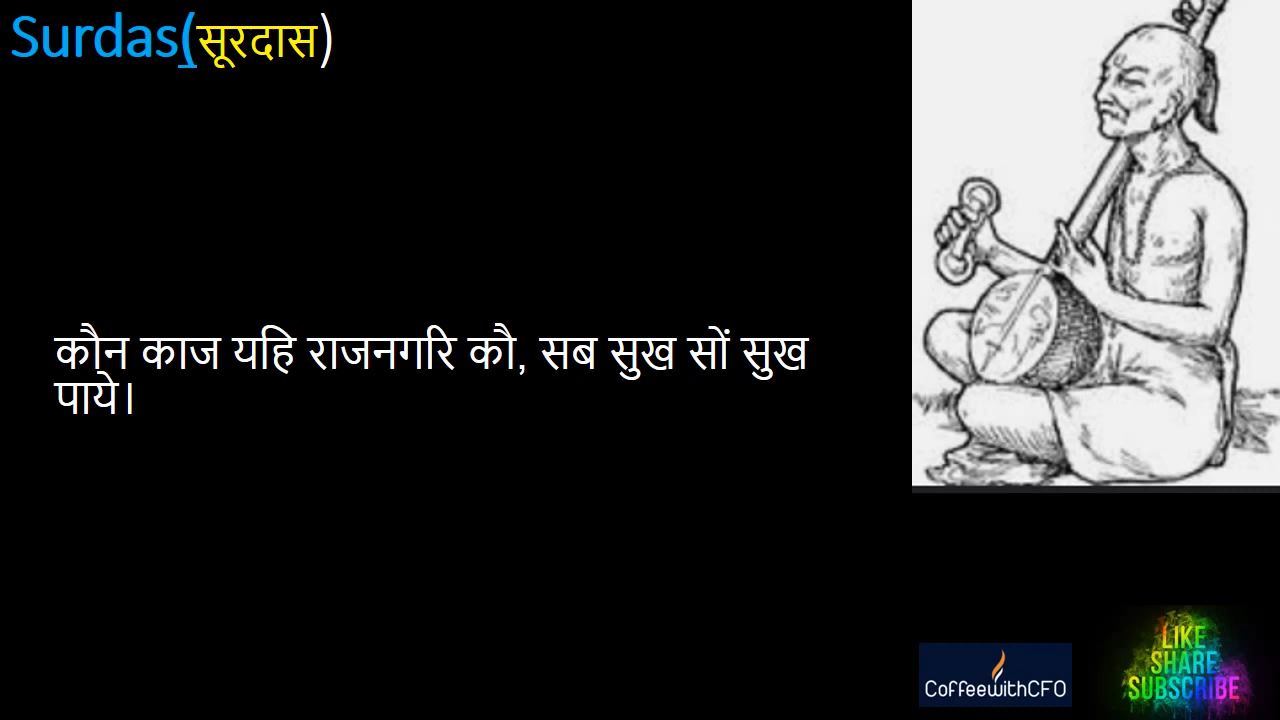 Surdas(सूरदास)
कौन काज यहि राजनगरि कौ, सब सुख सों सुख
पाये।
CoffeewithCFO
LIKE
SHARE
SUBSCRIBE